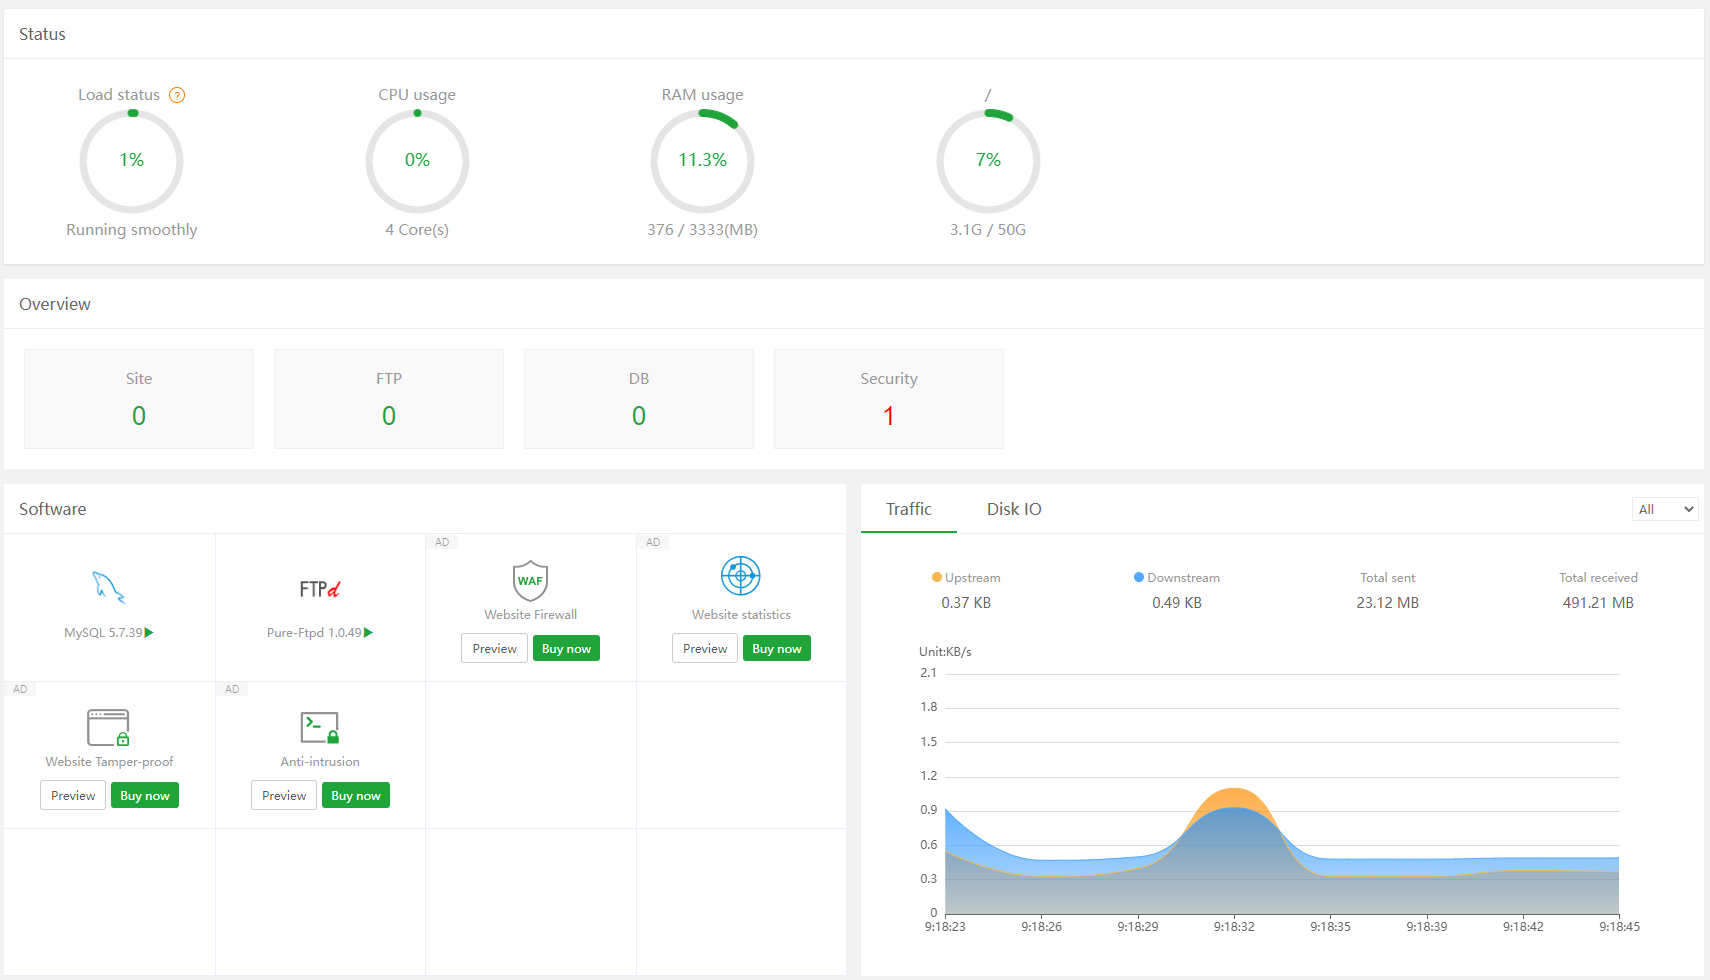 Status
Load status ?
CPU usage
RAM usage
/
1%
0%
11.3%
7%
Running smoothly
4 Core(s)
376 / 3333(MB)
3.1G / 50G
Overview
Site
FTP
DB
Security
0
0
0
1
Software
MySQL 5.7.39
FTPd
Pure-Ftpd 1.0.49
AD
WAF
Website Firewall
Preview
Buy now
AD
Website statistics
Preview
Buy now
AD
Website Tamper-proof
Preview
Buy now
AD
Anti-intrusion
Preview
Buy now
Traffic
Disk IO
All
Upstream
Downstream
Total sent
Total received
0.37 KB
0.49 KB
23.12 MB
491.21 MB
Unit:KB/s
2.1
1.8
1.5
1.2
0.9
0.6
0.3
0
9:18:23
9:18:26
9:18:29
9:18:32
9:18:35
9:18:39
9:18:42
9:18:45